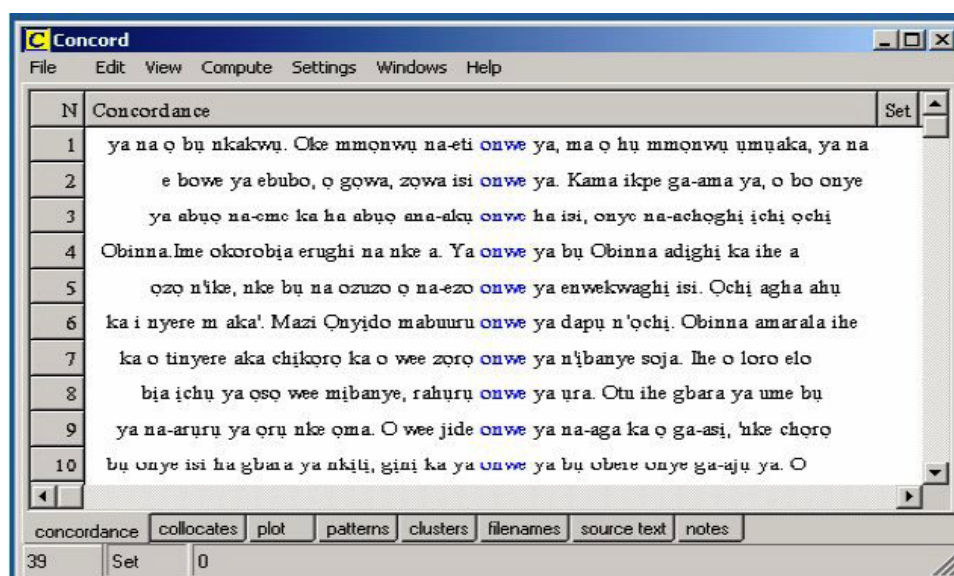 C Concord
File Edit View Compute Settings Windows Help
N Concordance Set
1 ya na ọ bụ nkakwụ. Oke mmọnwụ na-eti onwe ya, ma ọ hụ mmọnwụ ụmụaka, ya na
2 e bowe ya ebubo, ọ gọwa, zọwa isi onwe ya. Kama ikpe ga-ama ya, o bo onye
3 ya abụọ na-eme ka ha abụọ ana-akụ onwe ha isi, onye na-achọghị ịchị ọchị
4 Obinna.Ime okorobịa erughi na nke a. Ya onwe ya bụ Obinna adịghị ka ihe a
5 ọzọ n'ike, nke bụ na ozuzo ọ na-ezo onwe ya enwekwaghị isi. Ọchị agha ahụ
6 ka i nyere m aka'. Mazi Ọnyịdo mabuuru onwe ya dapụ n'ọchị. Obinna amarala ihe
7 ka o tinyere aka chịkọrọ ka o wee zọrọ onwe ya n'ịbanye soja. Ihe o loro elo
8 bịa ịchụ ya ọsọ wee mịbanye, rahụrụ onwe ya ụra. Otu ihe gbara ya ume bụ
9 ya na-arụrụ ya ọrụ nke ọma. O wee jide onwe ya na-aga ka ọ ga-asị, 'nke chọrọ
10 bụ onye isi ha gbara ya nkịtị, gịnị ka ya onwe ya bụ obere onye ga-ajụ ya. O
concordance collocates plot patterns clusters filenames source text notes
39 Set 0